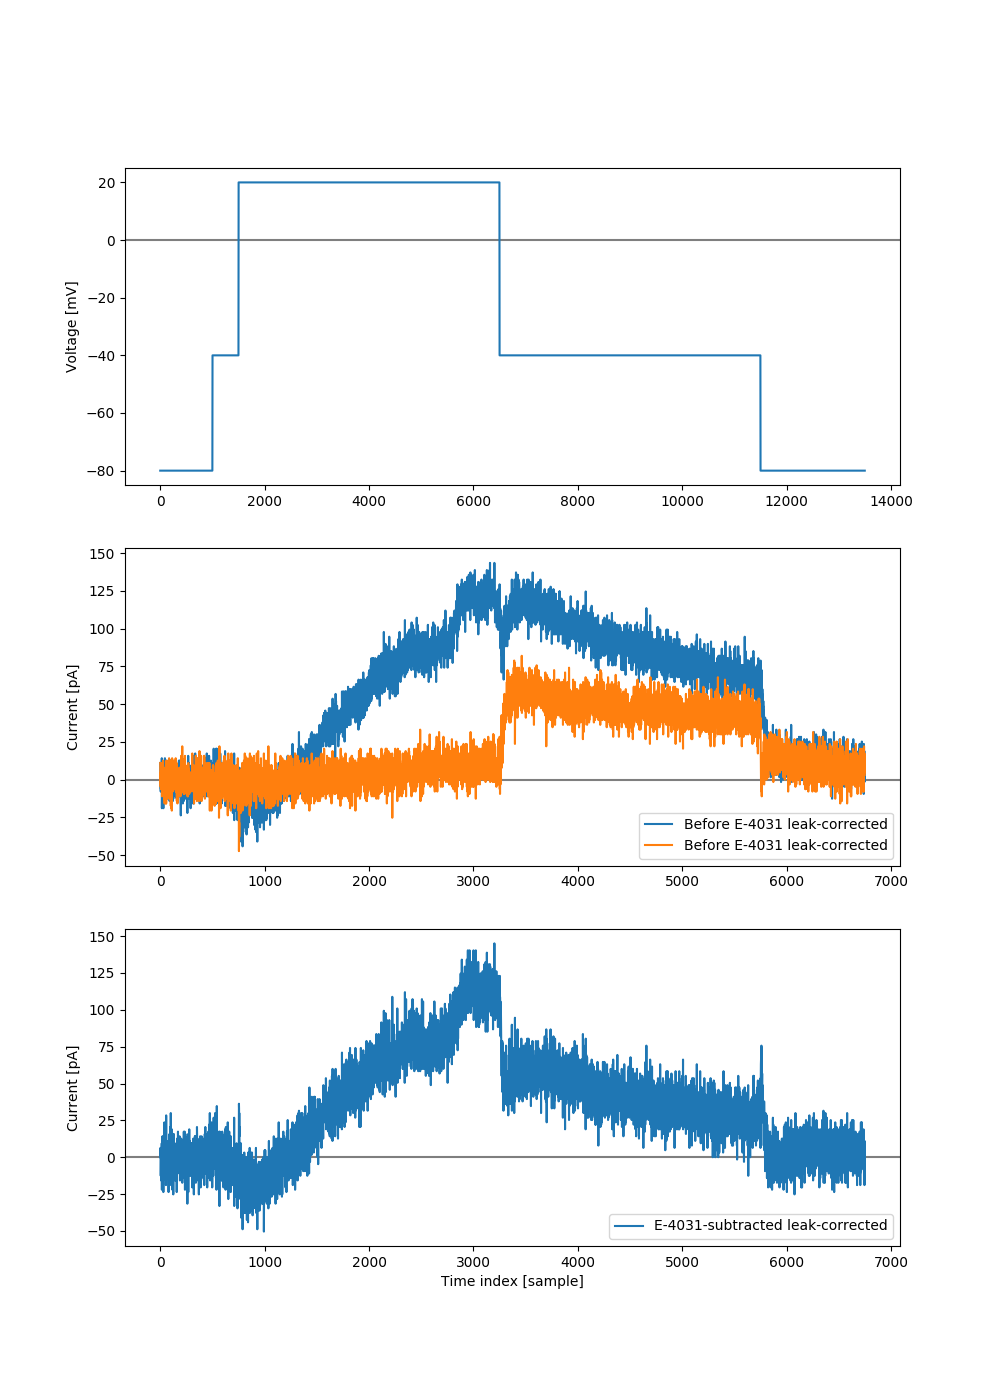 20
0
−20
−40
−60
−80
Voltage [mV]
0 2000 4000 6000 8000 10000 12000 14000
150
125
100
75
50
25
0
−25
−50
Current [pA]
Before E-4031 leak-corrected
Before E-4031 leak-corrected
0 1000 2000 3000 4000 5000 6000 7000
150
125
100
75
50
25
0
−25
−50
Current [pA]
E-4031-subtracted leak-corrected
0 1000 2000 3000 4000 5000 6000 7000
Time index [sample]